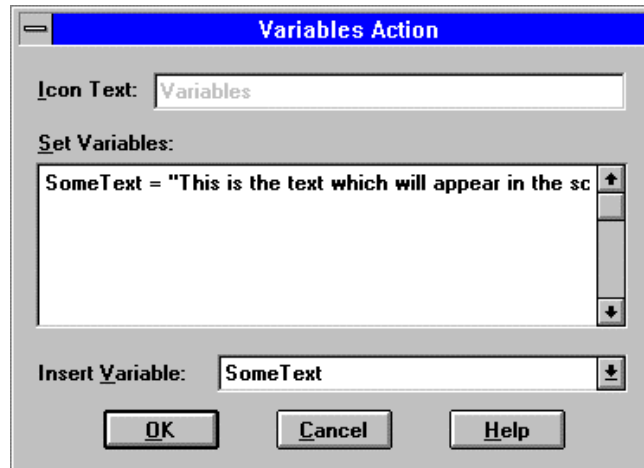 Variables Action
Icon Text: Variables
Set Variables:
SomeText = "This is the text which will appear in the sc
Insert Variable: SomeText
OK Cancel Help